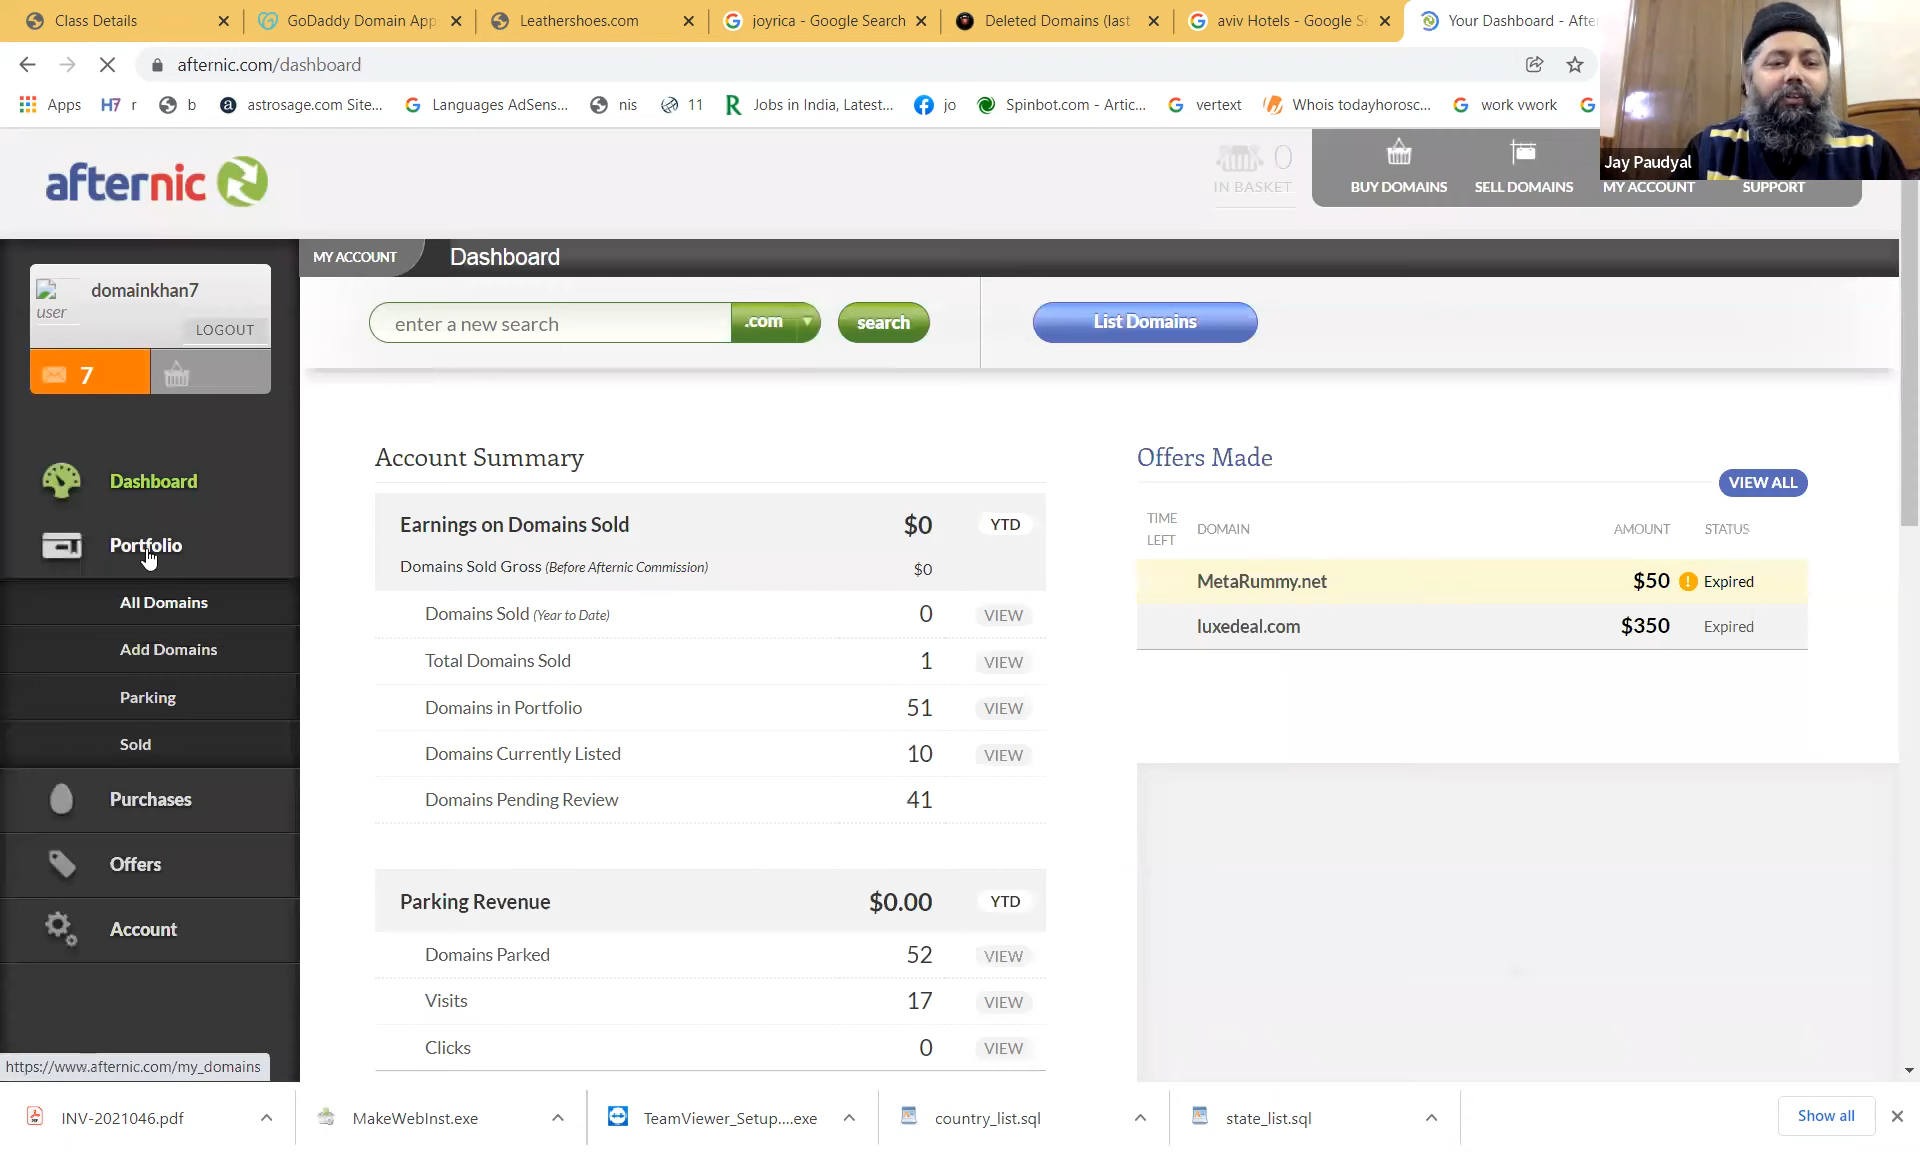 Class Details
GoDaddy Domain App
Leathershoes.com
joyrica - Google Search
Deleted Domains (last
aviv Hotels - Google Se
Your Dashboard - Afte
afternic.com/dashboard
Apps
r
b
astrosage.com Site...
Languages AdSens...
nis
11
Jobs in India, Latest...
jo
Spinbot.com - Artic...
vertext
Whois todayhorosc...
work vwork
Jay Paudyal
afternic
0
IN BASKET
BUY DOMAINS
SELL DOMAINS
MY ACCOUNT
SUPPORT
MY ACCOUNT
Dashboard
domainkhan7
user
LOGOUT
7
enter a new search
.com
search
List Domains
Dashboard
Portfolio
All Domains
Add Domains
Parking
Sold
Purchases
Offers
Account
Account Summary
Earnings on Domains Sold $0 YTD
Domains Sold Gross (Before Afternic Commission) $0
Domains Sold (Year to Date) 0 VIEW
Total Domains Sold 1 VIEW
Domains in Portfolio 51 VIEW
Domains Currently Listed 10 VIEW
Domains Pending Review 41
Parking Revenue $0.00 YTD
Domains Parked 52 VIEW
Visits 17 VIEW
Clicks 0 VIEW
Offers Made
VIEW ALL
TIME LEFT DOMAIN AMOUNT STATUS
MetaRummy.net $50 Expired
luxedeal.com $350 Expired
https://www.afternic.com/my_domains
INV-2021046.pdf
MakeWebInst.exe
TeamViewer_Setup....exe
country_list.sql
state_list.sql
Show all